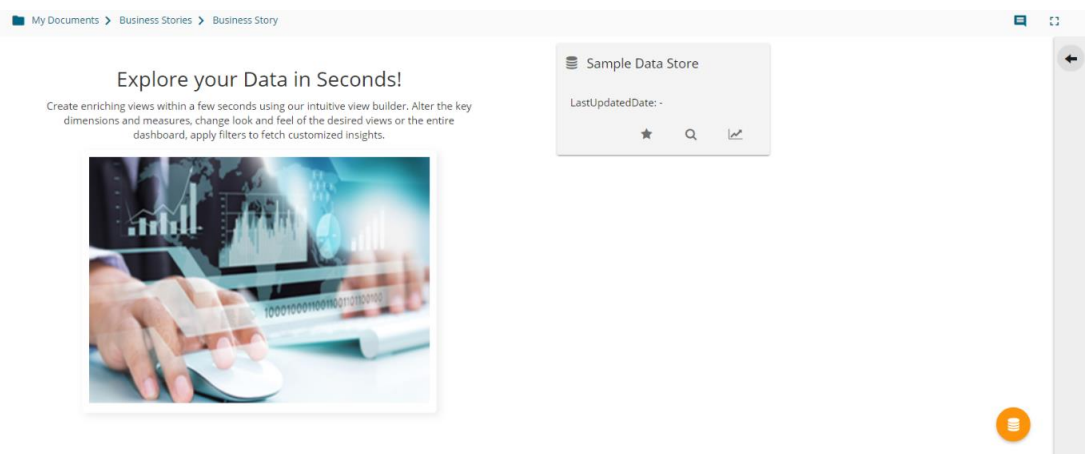 My Documents > Business Stories > Business Story
Explore your Data in Seconds!
Create enriching views within a few seconds using our intuitive view builder. Alter the key
dimensions and measures, change look and feel of the desired views or the entire
dashboard, apply filters to fetch customized insights.
10001000110011001101100100
Sample Data Store
LastUpdatedDate: -